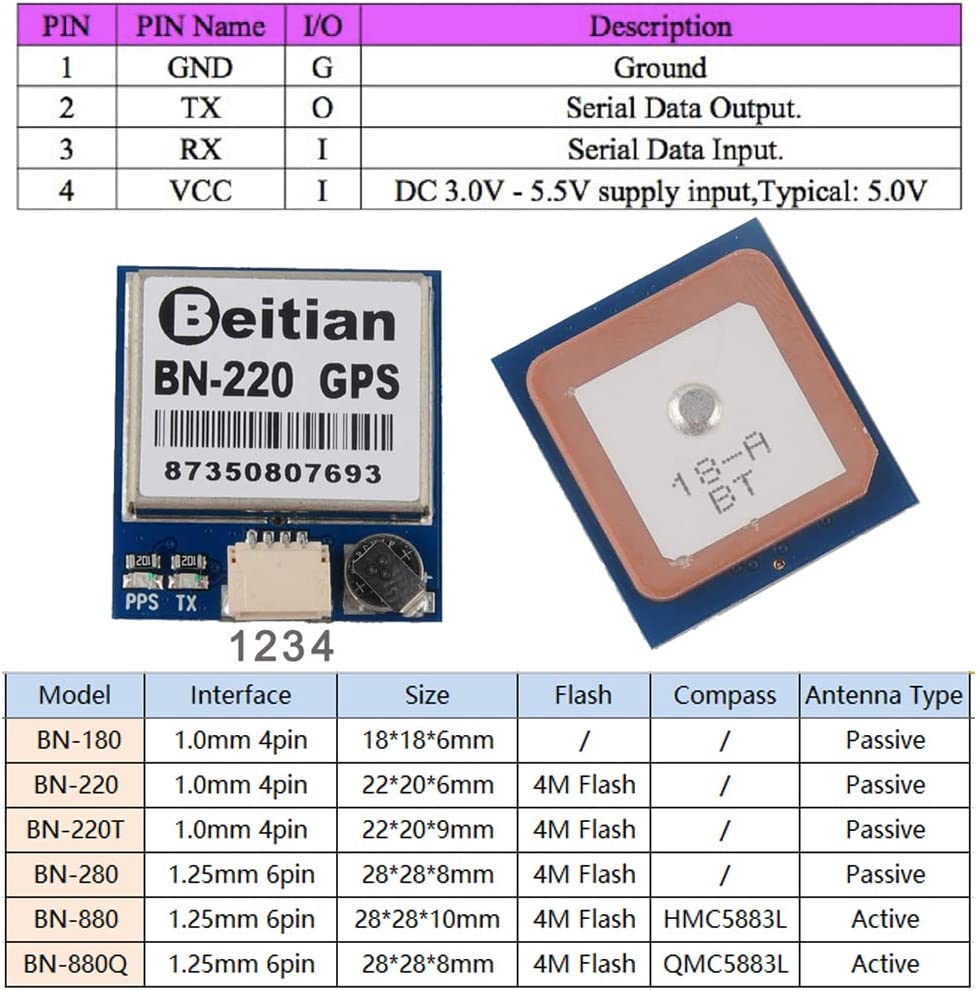 PIN PIN Name I/O Description
1 GND G Ground
2 TX O Serial Data Output.
3 RX I Serial Data Input.
4 VCC I DC 3.0V - 5.5V supply input,Typical: 5.0V
Beitian
BN-220 GPS
87350807693
201 201
PPS TX
1234
18-A
BT
Model Interface Size Flash Compass Antenna Type
BN-180 1.0mm 4pin 18*18*6mm / / Passive
BN-220 1.0mm 4pin 22*20*6mm 4M Flash / Passive
BN-220T 1.0mm 4pin 22*20*9mm 4M Flash / Passive
BN-280 1.25mm 6pin 28*28*8mm 4M Flash / Passive
BN-880 1.25mm 6pin 28*28*10mm 4M Flash HMC5883L Active
BN-880Q 1.25mm 6pin 28*28*8mm 4M Flash QMC5883L Active